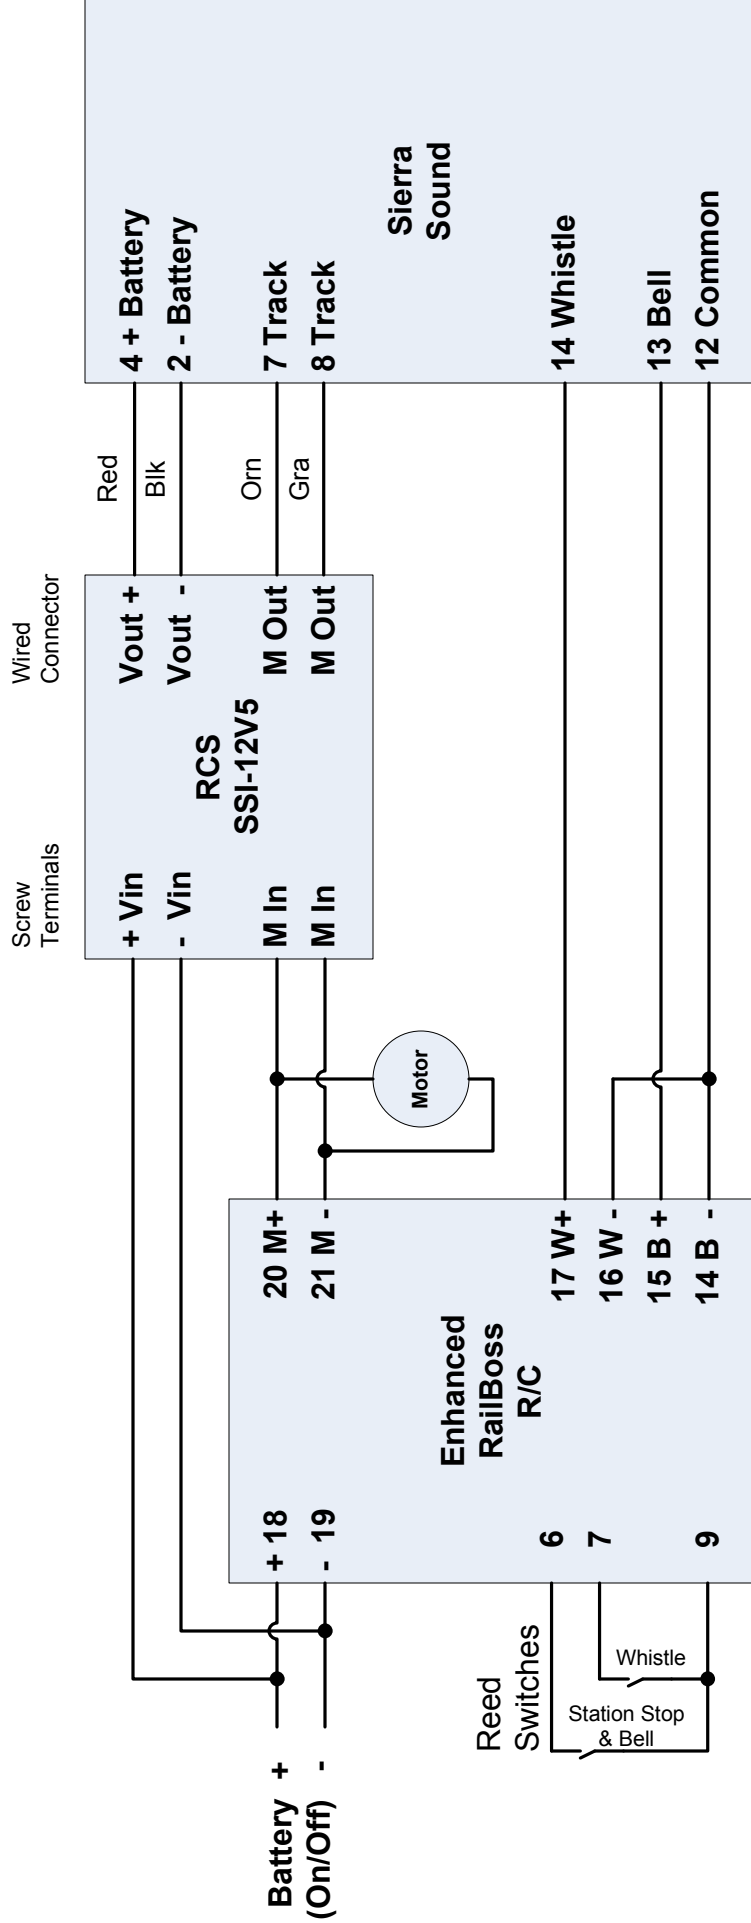 Screw
Terminals
Wired
Connector
+ Vin
- Vin
M In
M In
RCS
SSI-12V5
Vout +
Vout -
M Out
M Out
Red
Blk
Orn
Gra
4 + Battery
2 - Battery
7 Track
8 Track
Sierra
Sound
14 Whistle
13 Bell
12 Common
Battery +
(On/Off) -
+ 18
- 19
20 M+
21 M -
Motor
Enhanced
RailBoss
R/C
17 W+
16 W -
15 B +
14 B -
6
7
9
Reed
Switches
Whistle
Station Stop
& Bell